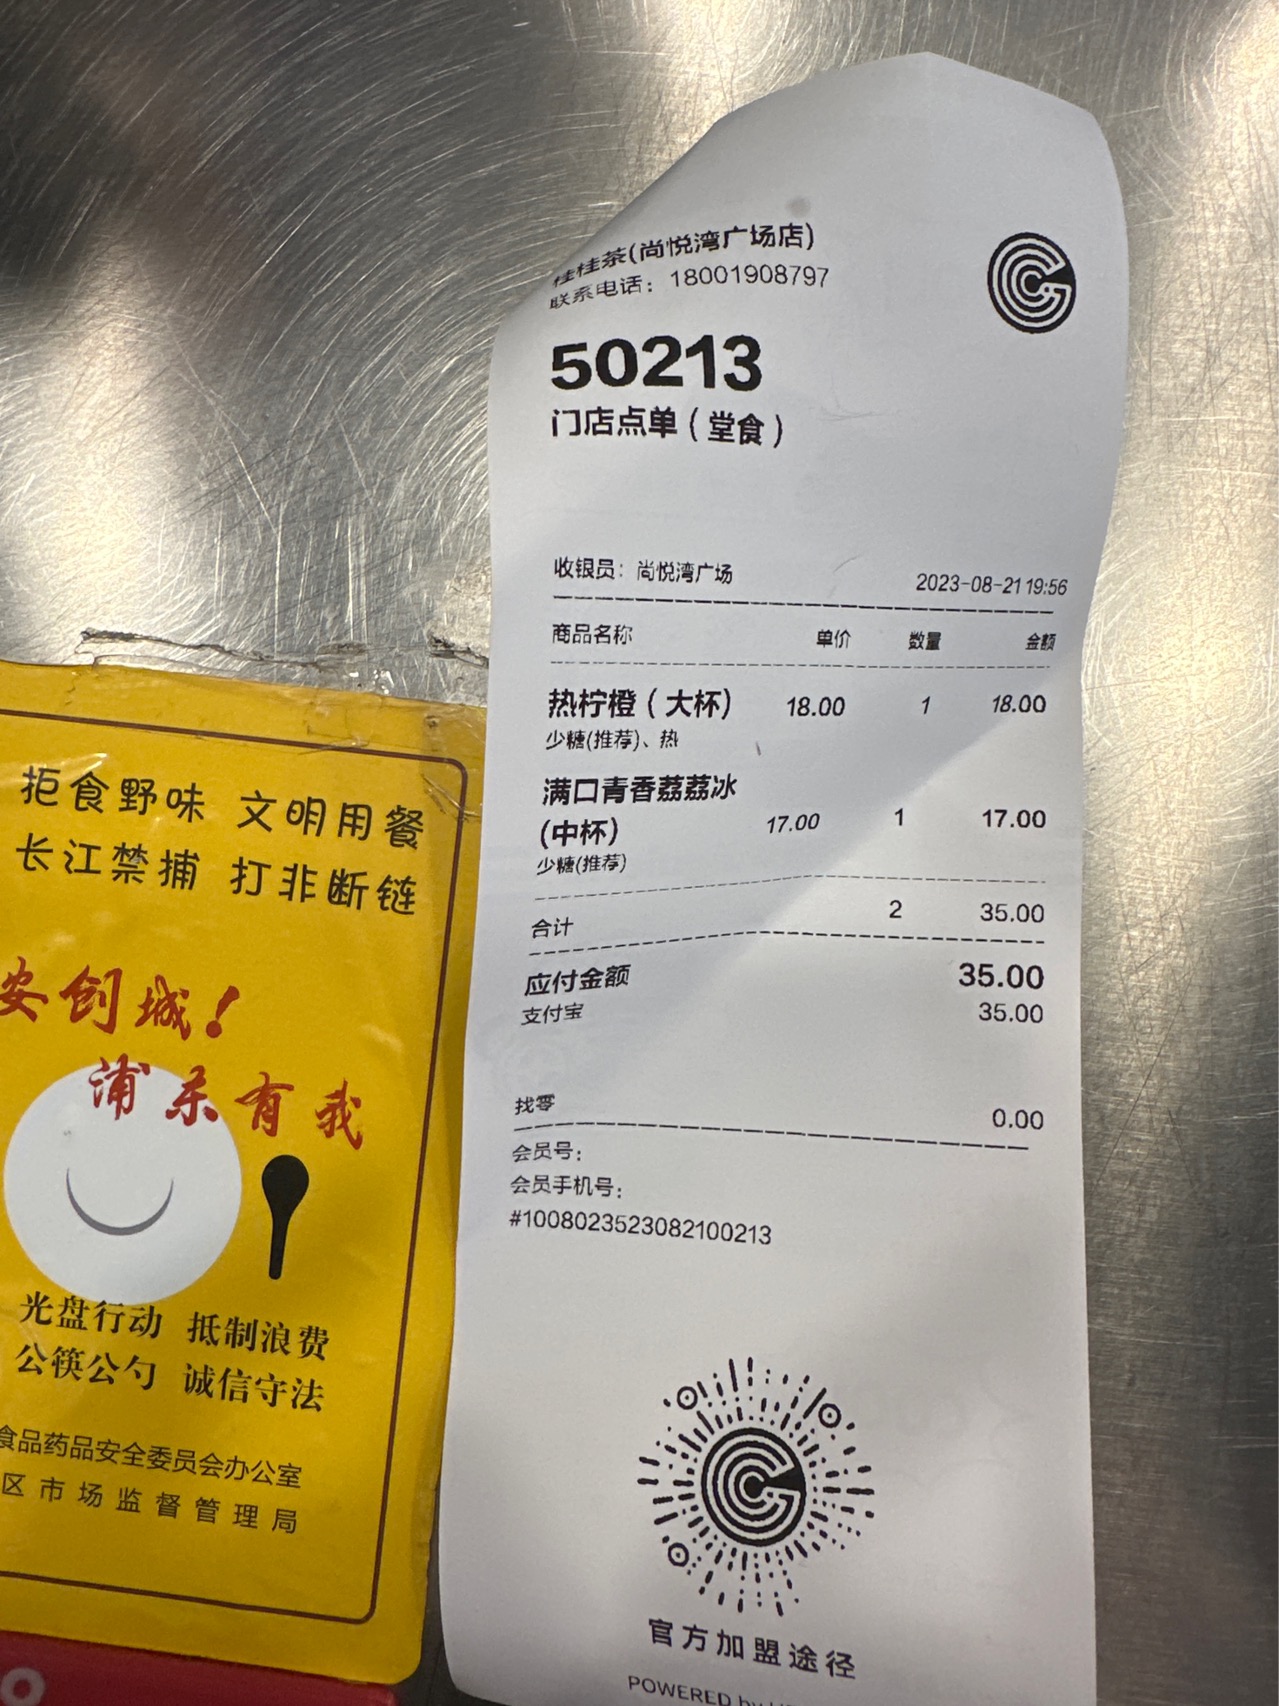 桂桂茶(尚悦湾广场店)
联系电话：18001908797
50213
门店点单（堂食）
收银员：尚悦湾广场 2023-08-21 19:56
商品名称 单价 数量 金额
热柠橙（大杯） 18.00 1 18.00
少糖(推荐)、热
满口青香荔荔冰
(中杯) 17.00 1 17.00
少糖(推荐)
合计 2 35.00
应付金额 35.00
支付宝 35.00
找零 0.00
会员号：
会员手机号：
#1008023523082100213
官方加盟途径
POWERED by
拒食野味 文明用餐
长江禁捕 打非断链
安创城！
浦东有我
光盘行动 抵制浪费
公筷公勺 诚信守法
食品药品安全委员会办公室
区市场监督管理局